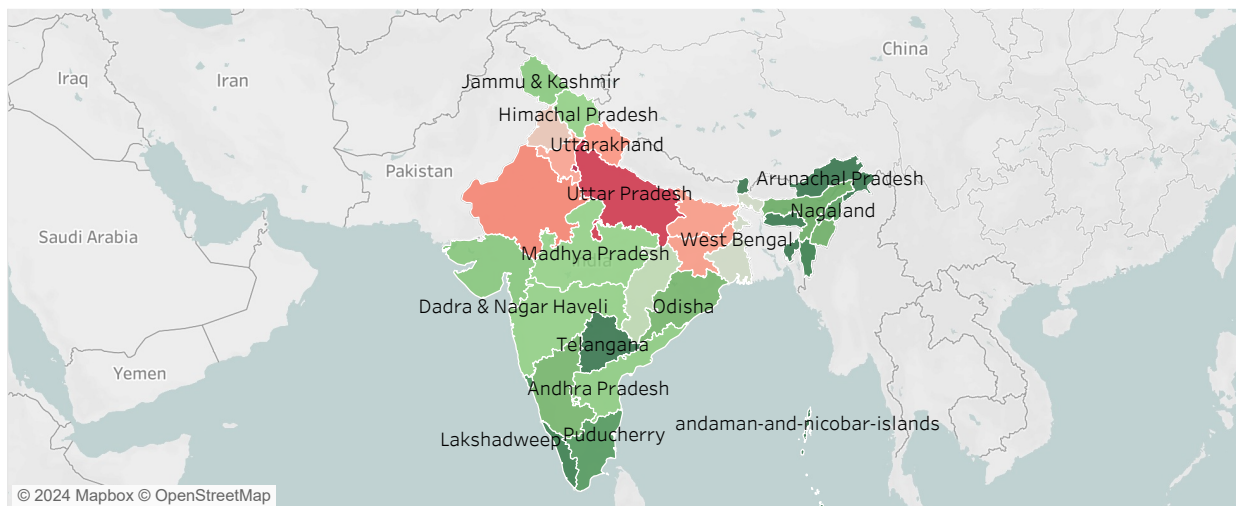 China
Iraq
Iran
Jammu & Kashmir
Himachal Pradesh
Uttarakhand
Pakistan
Arunachal Pradesh
Uttar Pradesh
Nagaland
Saudi Arabia
West Bengal
Madhya Pradesh
India
Dadra & Nagar Haveli
Odisha
Telangana
Yemen
Andhra Pradesh
andaman-and-nicobar-islands
Lakshadweep
Puducherry
© 2024 Mapbox © OpenStreetMap